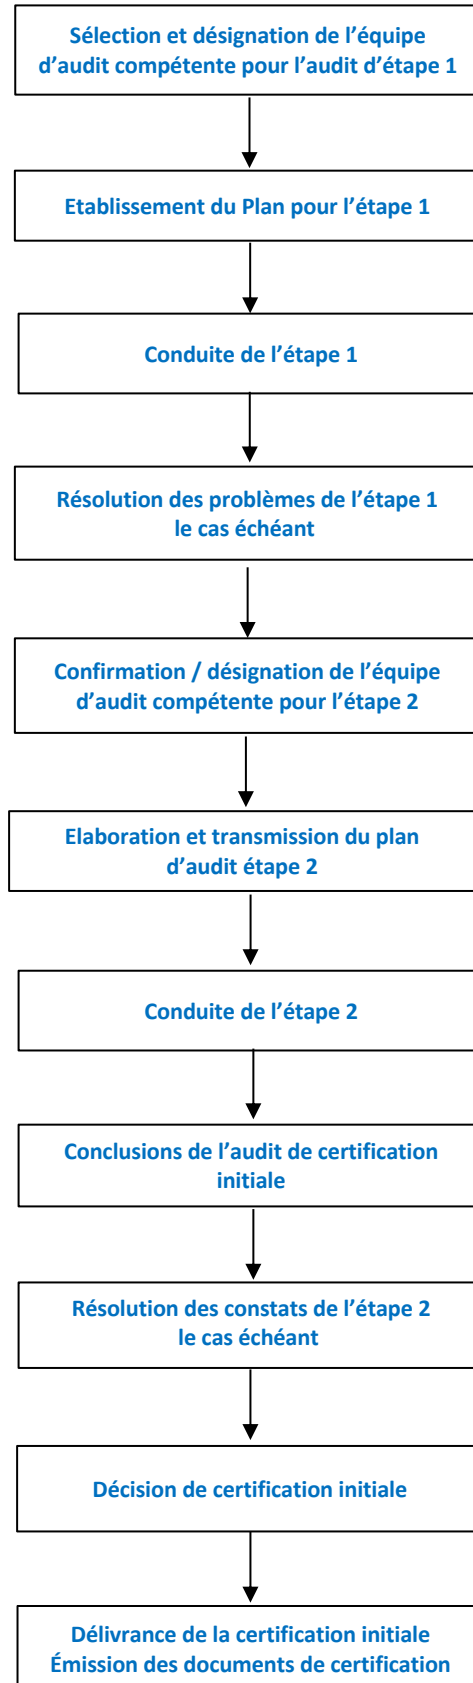 Sélection et désignation de l’équipe
d’audit compétente pour l’audit d’étape 1
Etablissement du Plan pour l’étape 1
Conduite de l’étape 1
Résolution des problèmes de l’étape 1
le cas échéant
Confirmation / désignation de l’équipe
d’audit compétente pour l’étape 2
Elaboration et transmission du plan
d’audit étape 2
Conduite de l’étape 2
Conclusions de l’audit de certification
initiale
Résolution des constats de l’étape 2
le cas échéant
Décision de certification initiale
Délivrance de la certification initiale
Émission des documents de certification